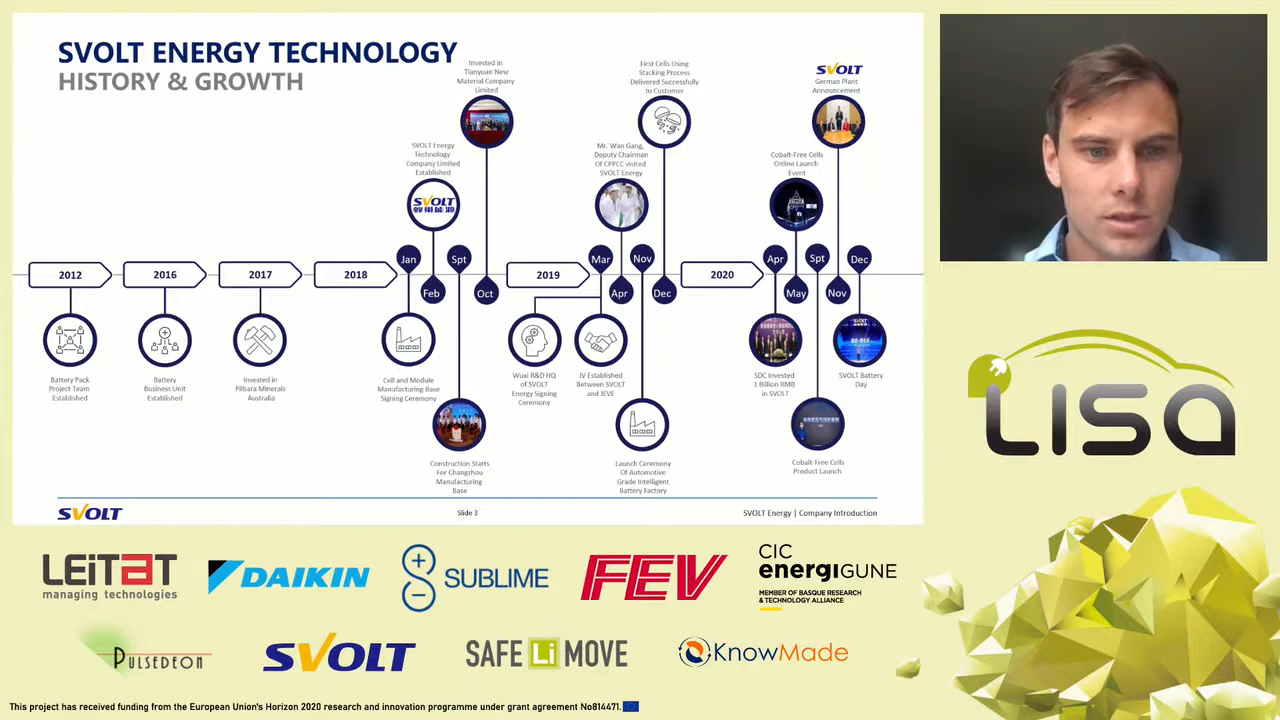 SVOLT ENERGY TECHNOLOGY
HISTORY & GROWTH
Invested in
Tianyuan New
Material Company
Limited
First Cells Using
Stacking Process
Delivered Successfully
to Customer
SVOLT
German Plant
Announcement
SVOLT Energy
Technology
Company Limited
Established
Mr. Wan Gang,
Deputy Chairman
Of CPPCC visited
SVOLT Energy
Cobalt-Free Cells
Online Launch
Event
SVOLT
蜂巢能源
2012
2016
2017
2018
Jan
Feb
Spt
Oct
2019
Mar
Apr
Nov
Dec
2020
Apr
May
Spt
Nov
Dec
Battery Pack
Project Team
Established
Battery
Business Unit
Established
Invested in
Pilbara Minerals
Australia
Cell and Module
Manufacturing Base
Signing Ceremony
Wuxi R&D HQ
of SVOLT
Energy Signing
Ceremony
JV Established
Between SVOLT
and JEVE
SDC Invested
1 Billion RMB
in SVOLT
SVOLT Battery
Day
Construction Starts
For Changzhou
Manufacturing
Base
Launch Ceremony
Of Automotive
Grade Intelligent
Battery Factory
Cobalt-Free Cells
Product Launch
SVOLT
Slide 3
SVOLT Energy | Company Introduction
LISA
LEITAT
managing technologies
DAIKIN
SUBLIME
FEV
CIC
energiGUNE
MEMBER OF BASQUE RESEARCH
& TECHNOLOGY ALLIANCE
PULSEDEON
SVOLT
SAFE Li MOVE
KnowMade
This project has received funding from the European Union's Horizon 2020 research and innovation programme under grant agreement No814471.